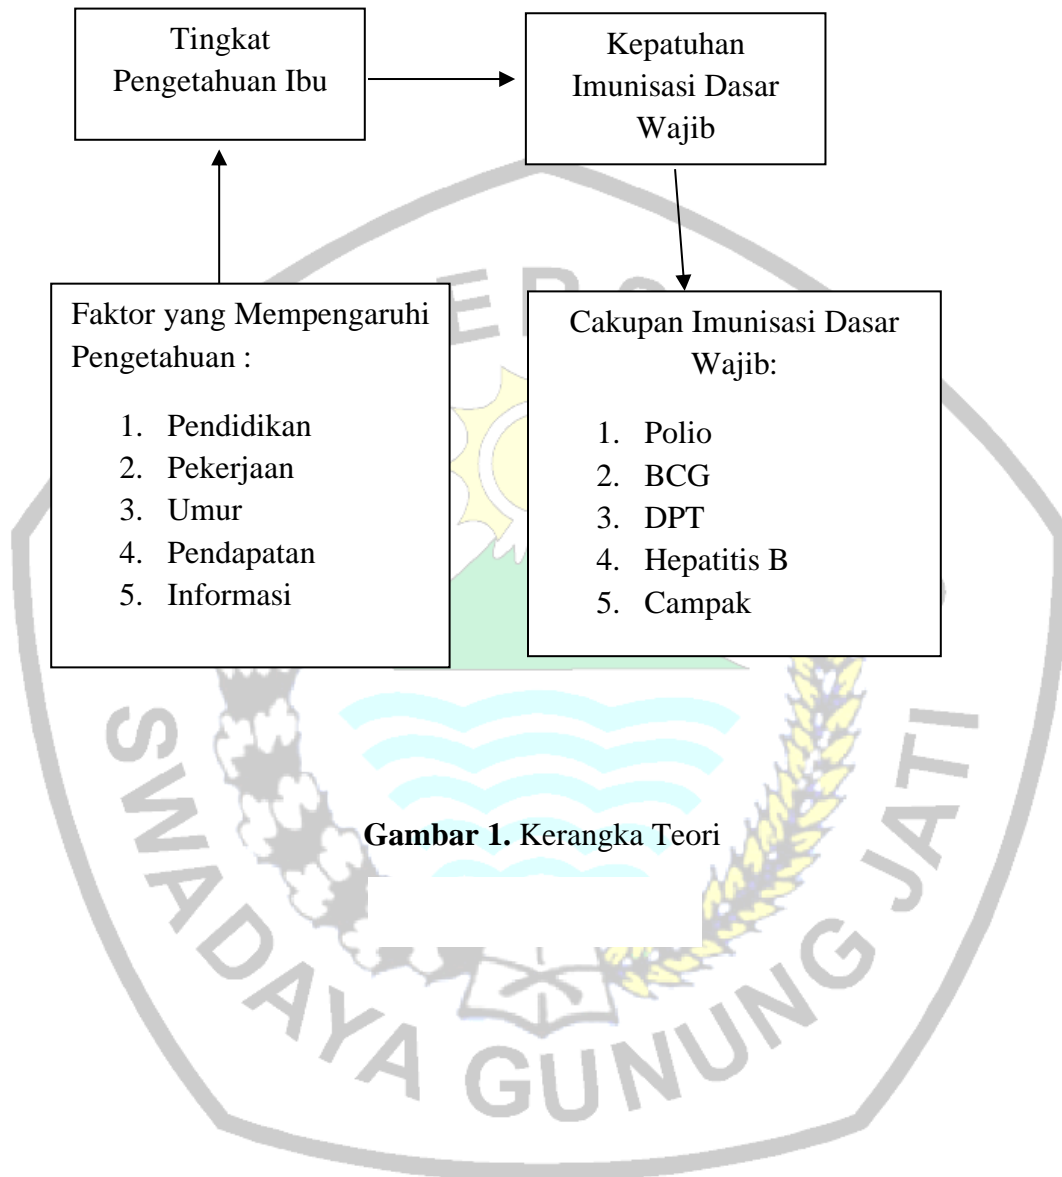 Tingkat
Pengetahuan Ibu
Kepatuhan
Imunisasi Dasar
Wajib
Faktor yang Mempengaruhi
Pengetahuan :
1. Pendidikan
2. Pekerjaan
3. Umur
4. Pendapatan
5. Informasi
Cakupan Imunisasi Dasar
Wajib:
1. Polio
2. BCG
3. DPT
4. Hepatitis B
5. Campak
Gambar 1. Kerangka Teori
SWADAYA GUNUNG JATI